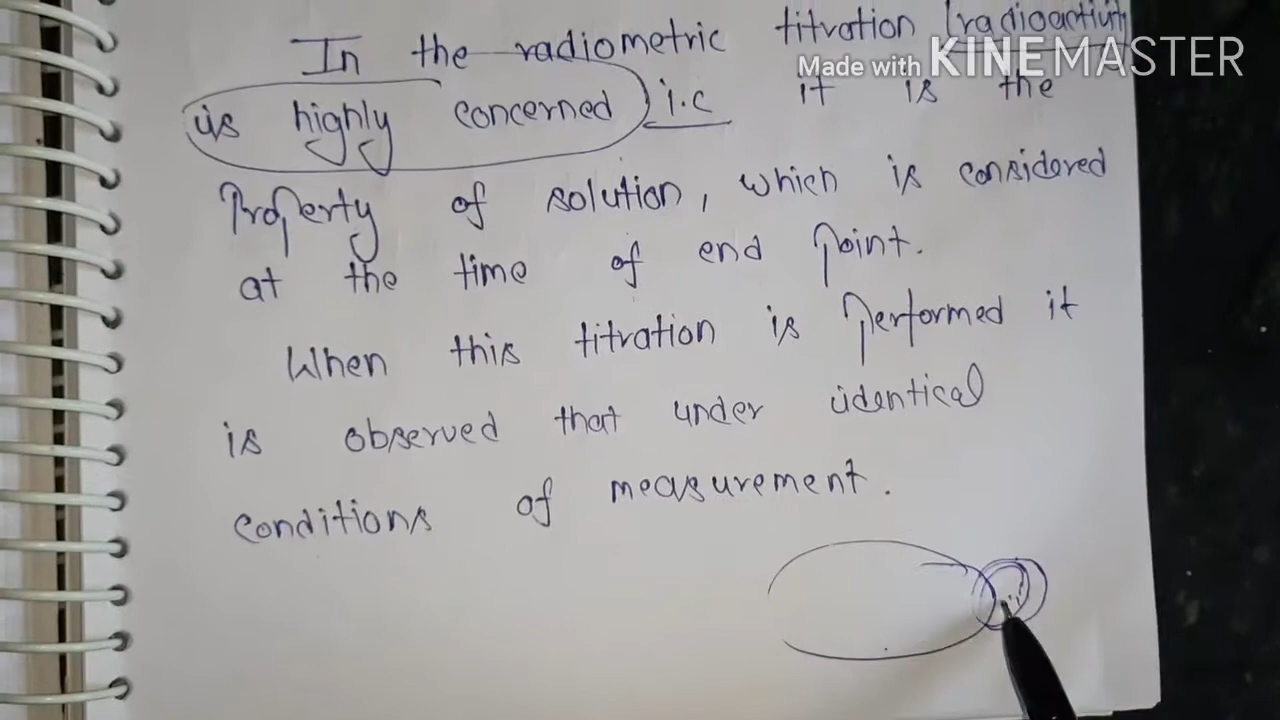 In the radiometric titration (radioactivity
Made with KINEMASTER
is highly concerned) i.e it is the
Property of solution, which is considered
at the time of end point.
When this titration is performed it
is observed that under identical
conditions of measurement.